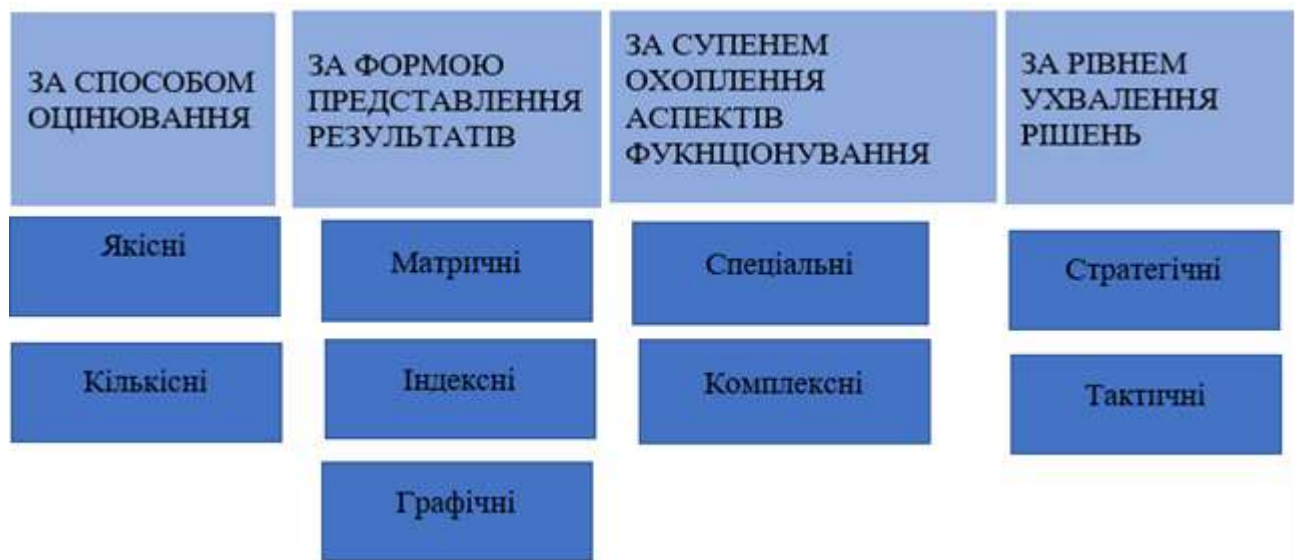 ЗА СПОСОБОМ
ОЦІНЮВАННЯ
ЗА ФОРМОЮ
ПРЕДСТАВЛЕННЯ
РЕЗУЛЬТАТІВ
ЗА СУПЕНЕМ
ОХОПЛЕННЯ
АСПЕКТІВ
ФУКНЦІОНУВАННЯ
ЗА РІВНЕМ
УХВАЛЕННЯ
РІШЕНЬ
Якісні
Матричні
Спеціальні
Стратегічні
Кількісні
Індексні
Комплексні
Тактичні
Графічні